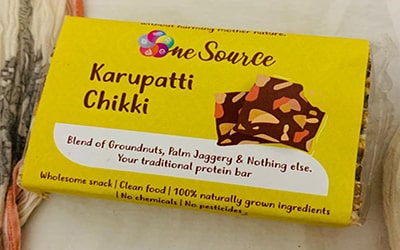 without harming mother nature.
One Source
Karupatti
Chikki
Blend of Groundnuts, Palm Jaggery & Nothing else.
Your traditional protein bar
Wholesome snack | Clean food | 100% naturally grown ingredients
| No chemicals | No pesticides